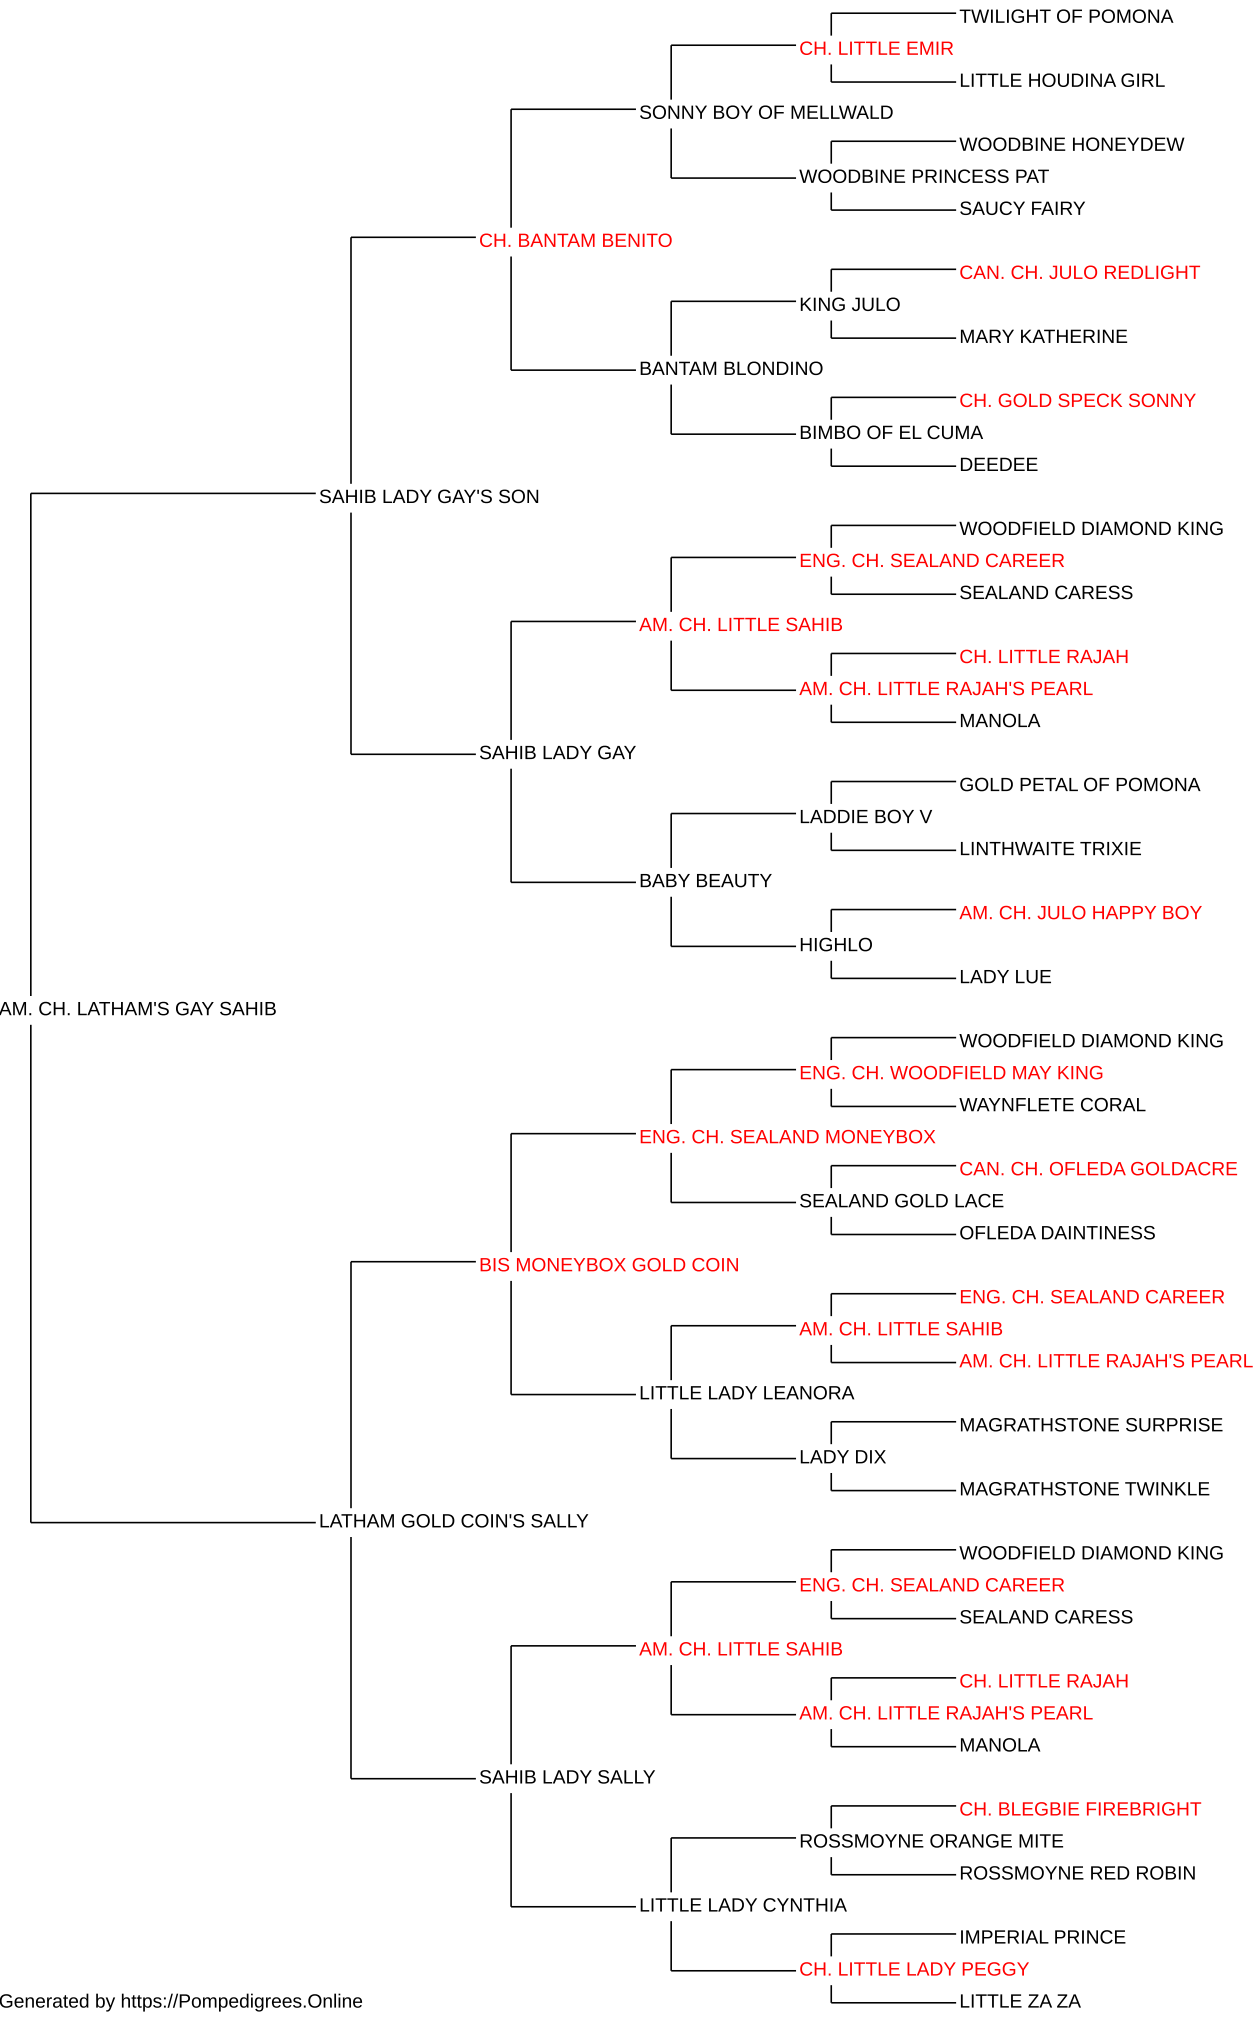 TWILIGHT OF POMONA
CH. LITTLE EMIR
LITTLE HOUDINA GIRL
SONNY BOY OF MELLWALD
WOODBINE HONEYDEW
WOODBINE PRINCESS PAT
SAUCY FAIRY
CH. BANTAM BENITO
CAN. CH. JULO REDLIGHT
KING JULO
MARY KATHERINE
BANTAM BLONDINO
CH. GOLD SPECK SONNY
BIMBO OF EL CUMA
DEEDEE
SAHIB LADY GAY'S SON
WOODFIELD DIAMOND KING
ENG. CH. SEALAND CAREER
SEALAND CARESS
AM. CH. LITTLE SAHIB
CH. LITTLE RAJAH
AM. CH. LITTLE RAJAH'S PEARL
MANOLA
SAHIB LADY GAY
GOLD PETAL OF POMONA
LADDIE BOY V
LINTHWAITE TRIXIE
BABY BEAUTY
AM. CH. JULO HAPPY BOY
HIGHLO
LADY LUE
AM. CH. LATHAM'S GAY SAHIB
WOODFIELD DIAMOND KING
ENG. CH. WOODFIELD MAY KING
WAYNFLETE CORAL
ENG. CH. SEALAND MONEYBOX
CAN. CH. OFLEDA GOLDACRE
SEALAND GOLD LACE
OFLEDA DAINTINESS
BIS MONEYBOX GOLD COIN
ENG. CH. SEALAND CAREER
AM. CH. LITTLE SAHIB
AM. CH. LITTLE RAJAH'S PEARL
LITTLE LADY LEANORA
MAGRATHSTONE SURPRISE
LADY DIX
MAGRATHSTONE TWINKLE
LATHAM GOLD COIN'S SALLY
WOODFIELD DIAMOND KING
ENG. CH. SEALAND CAREER
SEALAND CARESS
AM. CH. LITTLE SAHIB
CH. LITTLE RAJAH
AM. CH. LITTLE RAJAH'S PEARL
MANOLA
SAHIB LADY SALLY
CH. BLEGBIE FIREBRIGHT
ROSSMOYNE ORANGE MITE
ROSSMOYNE RED ROBIN
LITTLE LADY CYNTHIA
IMPERIAL PRINCE
CH. LITTLE LADY PEGGY
LITTLE ZA ZA
Generated by https://Pompedigrees.Online